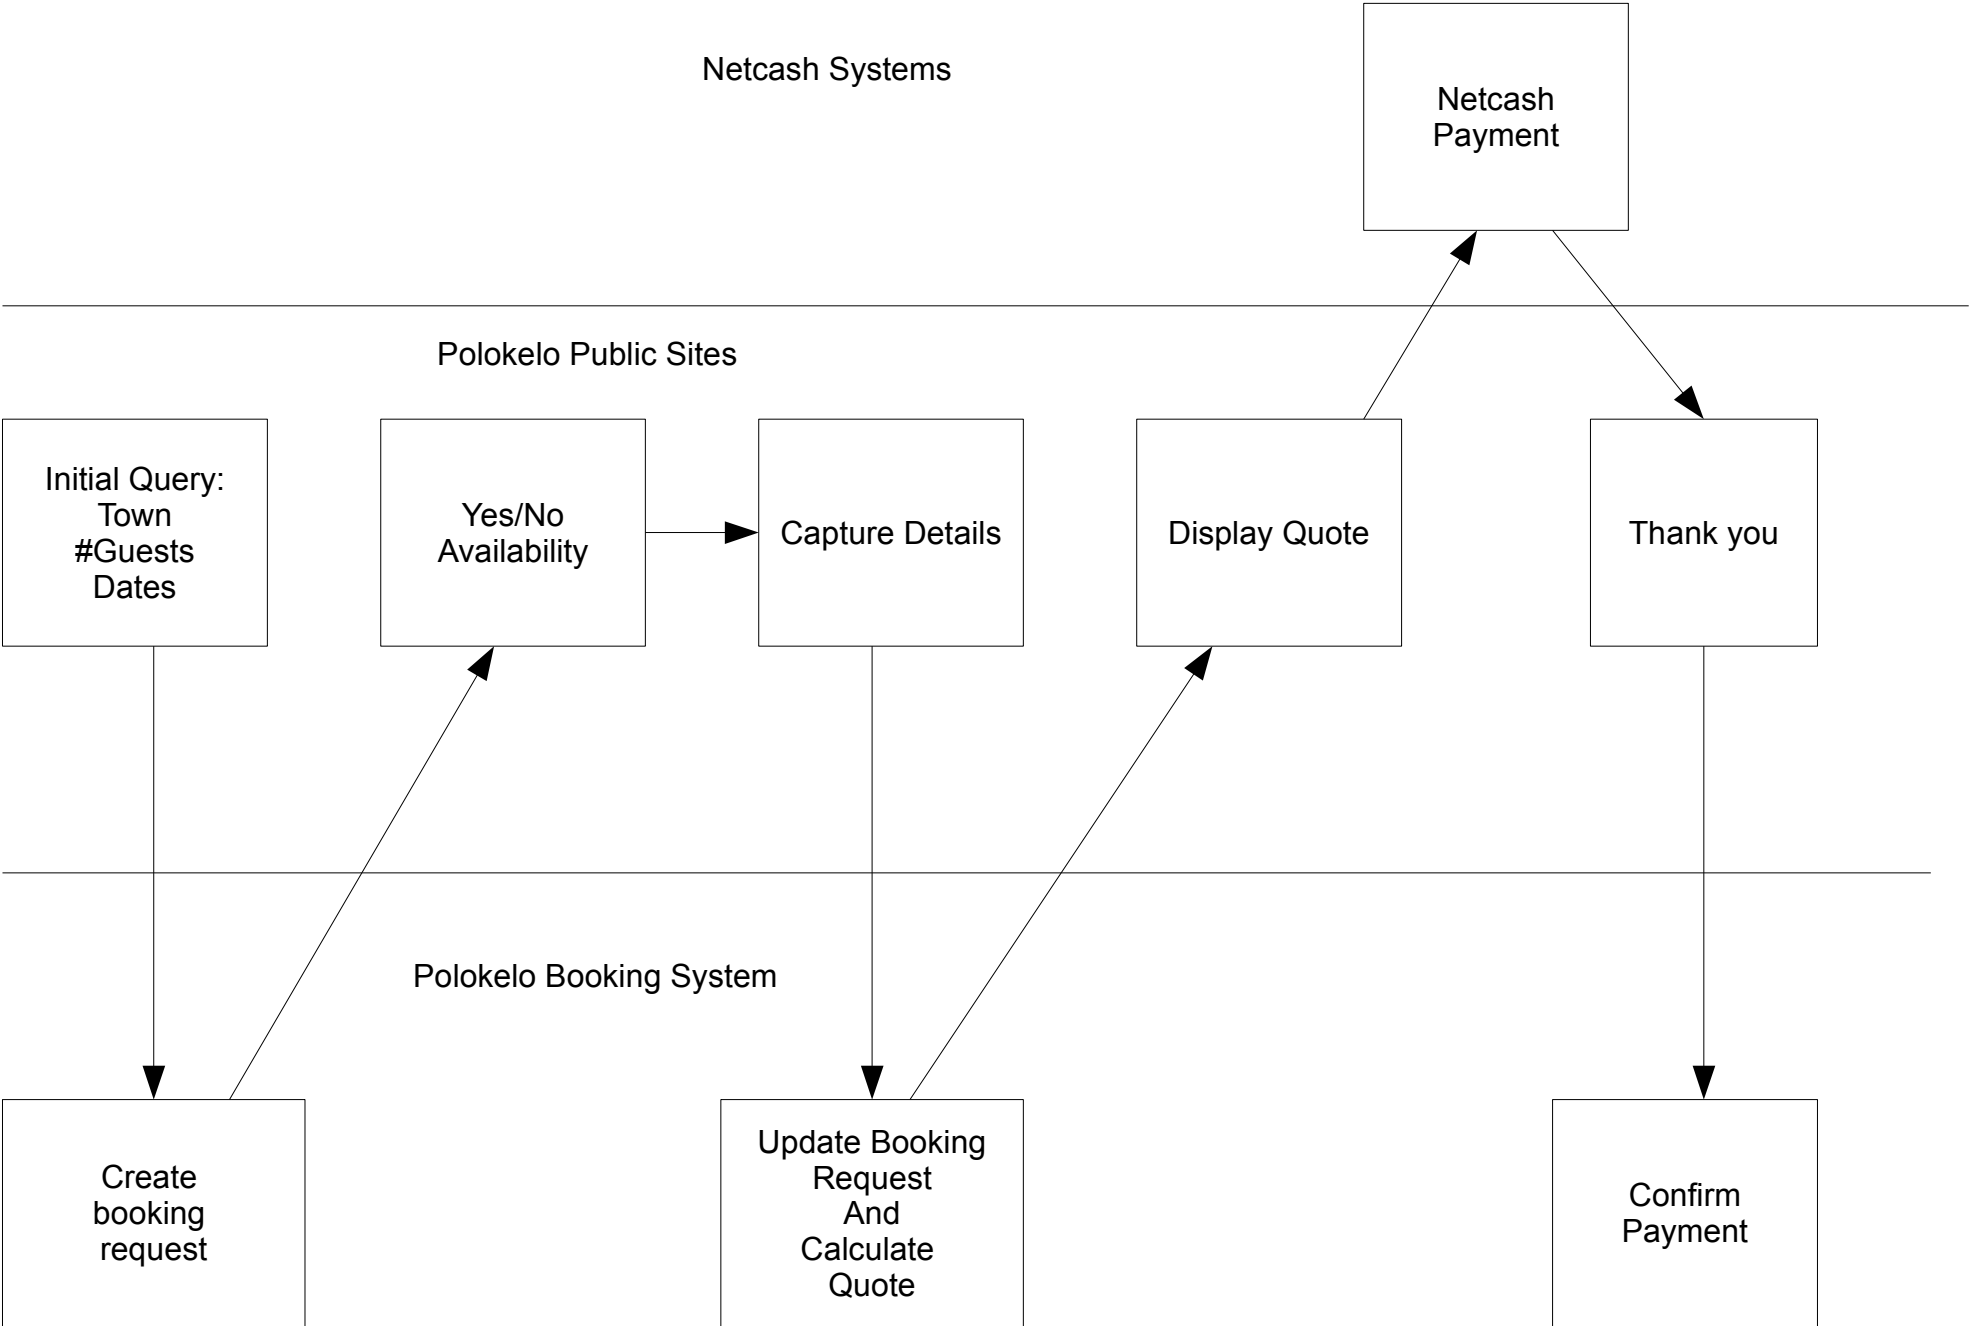 Netcash Systems
Netcash
Payment
Polokelo Public Sites
Initial Query:
Town
#Guests
Dates
Yes/No
Availability
Capture Details
Display Quote
Thank you
Polokelo Booking System
Create
booking
request
Update Booking
Request
And
Calculate
Quote
Confirm
Payment